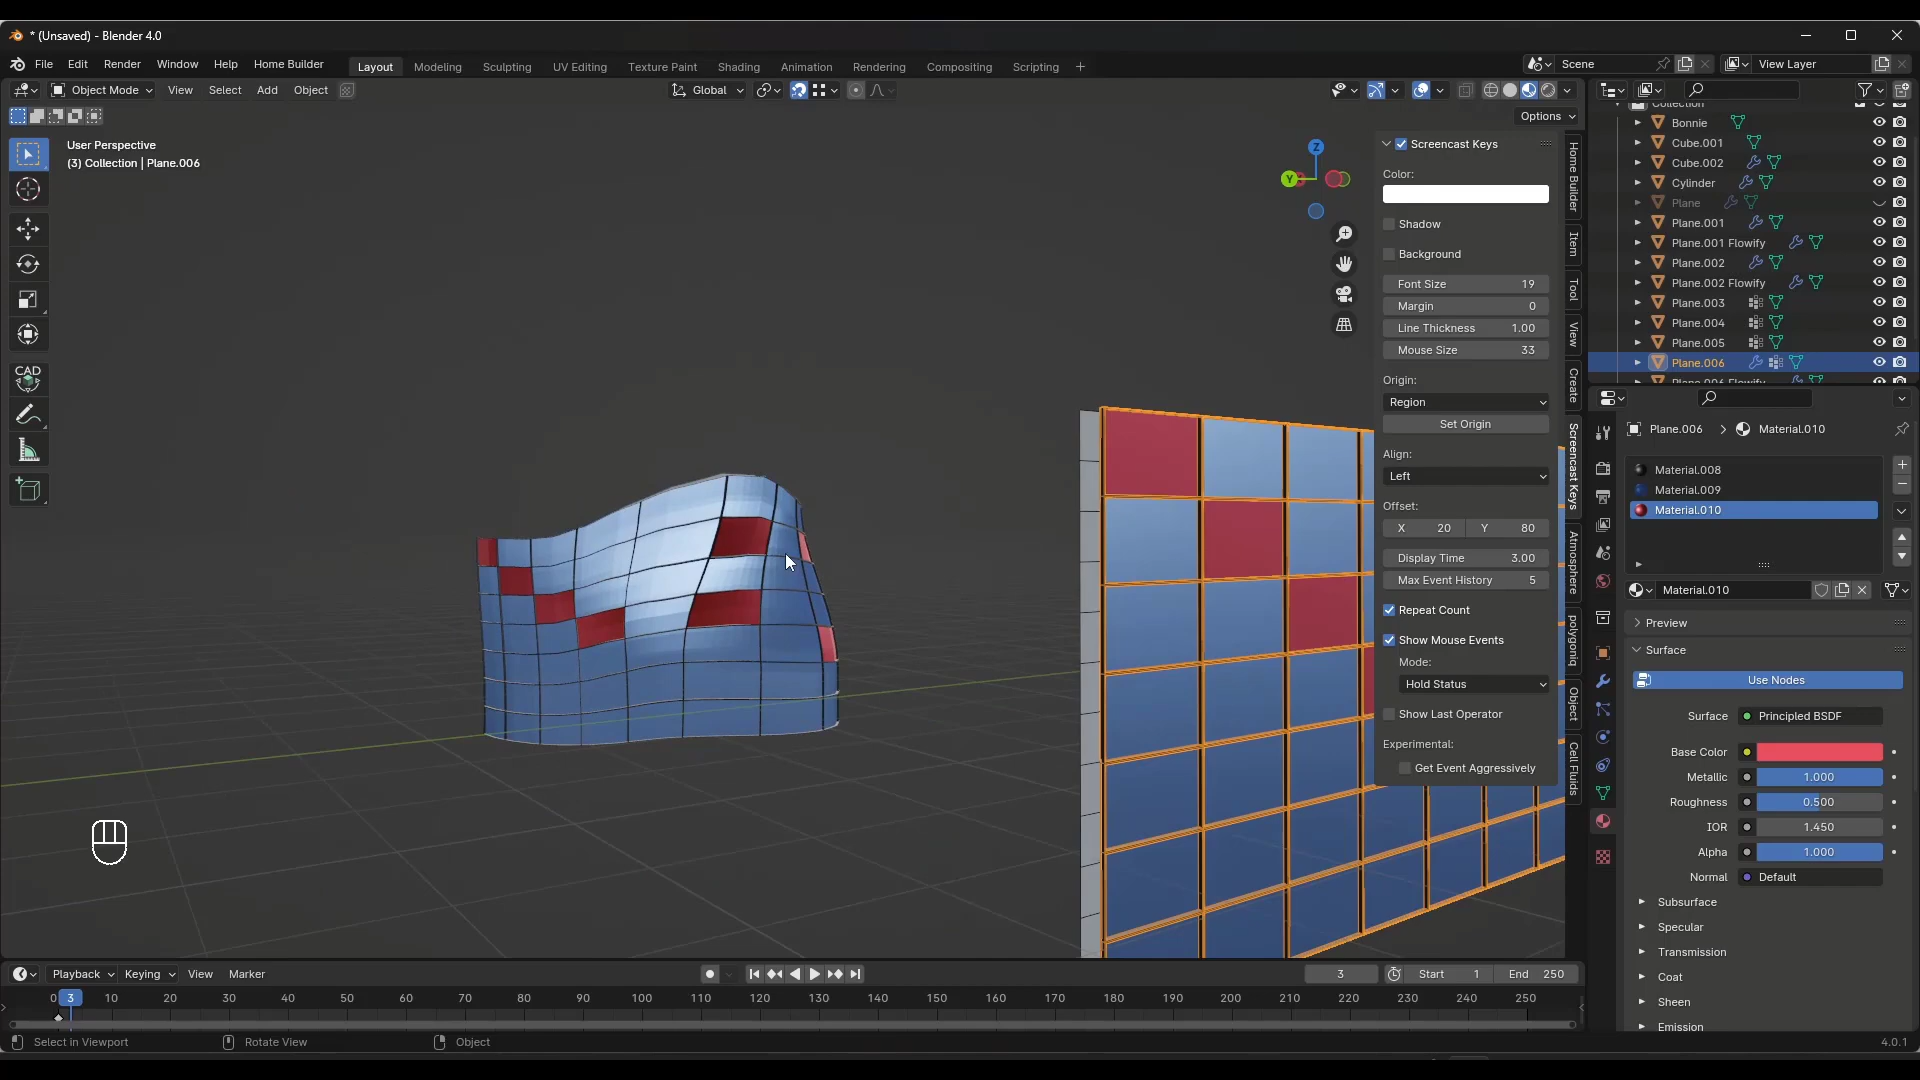 * (Unsaved) - Blender 4.0
File Edit Render Window Help Home Builder
Layout Modeling Sculpting UV Editing Texture Paint Shading Animation Rendering Compositing Scripting +
Scene
View Layer
Object Mode View Select Add Object
Global
Options
User Perspective
(3) Collection | Plane.006
CAD
Z
Y
Screencast Keys
Color:
Shadow
Background
Font Size 19
Margin 0
Line Thickness 1.00
Mouse Size 33
Origin:
Region
Set Origin
Align:
Left
Offset:
X 20 Y 80
Display Time 3.00
Max Event History 5
Repeat Count
Show Mouse Events
Mode:
Hold Status
Show Last Operator
Experimental:
Get Event Aggressively
Home Builder
Item
Tool
View
Create
Screencast Keys
Atmosphere
polygoniq
Object
Cell Fluids
Collection
Bonnie
Cube.001
Cube.002
Cylinder
Plane
Plane.001
Plane.001 Flowify
Plane.002
Plane.002 Flowify
Plane.003
Plane.004
Plane.005
Plane.006
Plane.006 Flowify
Plane.006 > Material.010
Material.008
Material.009
Material.010
Material.010
Preview
Surface
Use Nodes
Surface Principled BSDF
Base Color
Metallic 1.000
Roughness 0.500
IOR 1.450
Alpha 1.000
Normal Default
Subsurface
Specular
Transmission
Coat
Sheen
Emission
Playback Keying View Marker
3 Start 1 End 250
0 3 10 20 30 40 50 60 70 80 90 100 110 120 130 140 150 160 170 180 190 200 210 220 230 240 250
Select in Viewport Rotate View Object
4.0.1